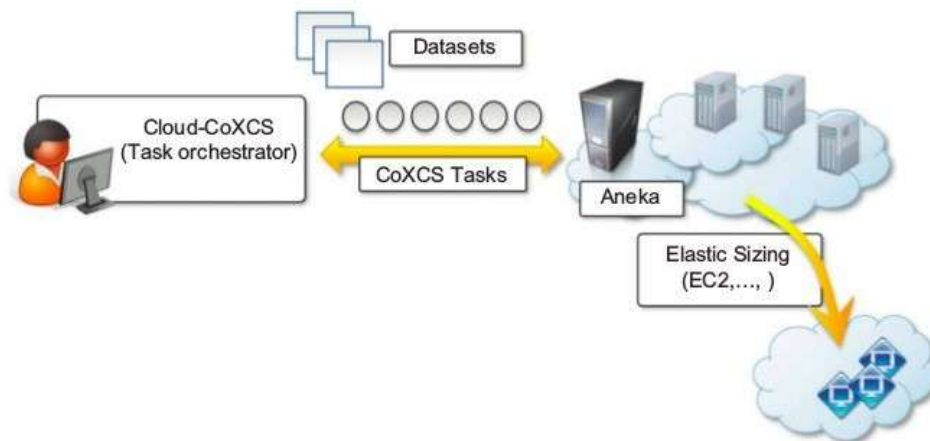 Datasets
Cloud-CoXCS
(Task orchestrator)
CoXCS Tasks
Aneka
Elastic Sizing
(EC2,..., )